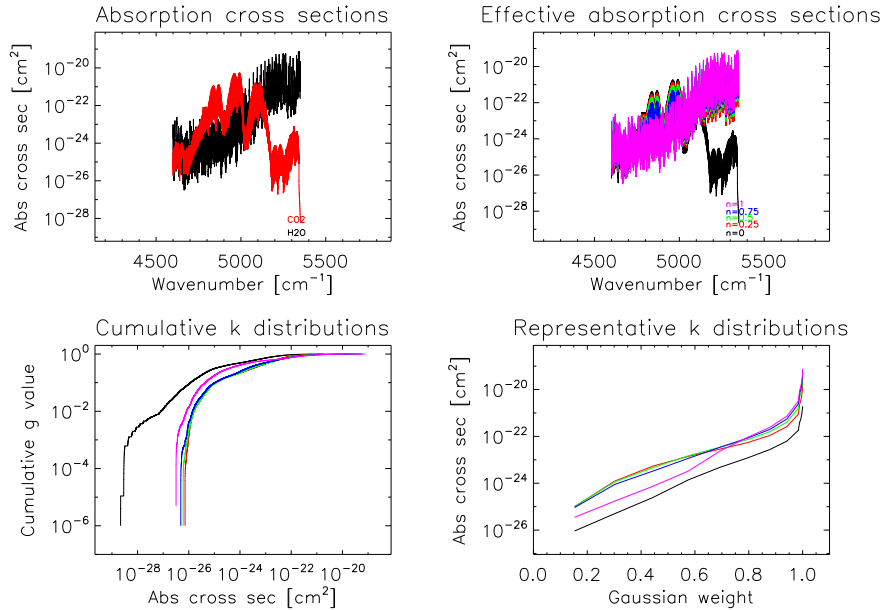 Absorption cross sections
Abs cross sec [cm²]
10⁻²⁰
10⁻²²
10⁻²⁴
10⁻²⁶
10⁻²⁸
CO2
H2O
4500 5000 5500
Wavenumber [cm⁻¹]
Effective absorption cross sections
Abs cross sec [cm²]
10⁻²⁰
10⁻²²
10⁻²⁴
10⁻²⁶
10⁻²⁸
n=1
n=0.75
n=0.5
n=0.25
n=0
4500 5000 5500
Wavenumber [cm⁻¹]
Cumulative k distributions
Cumulative g value
10⁰
10⁻²
10⁻⁴
10⁻⁶
10⁻²⁸ 10⁻²⁶ 10⁻²⁴ 10⁻²² 10⁻²⁰
Abs cross sec [cm²]
Representative k distributions
Abs cross sec [cm²]
10⁻²⁰
10⁻²²
10⁻²⁴
10⁻²⁶
0.0 0.2 0.4 0.6 0.8 1.0
Gaussian weight